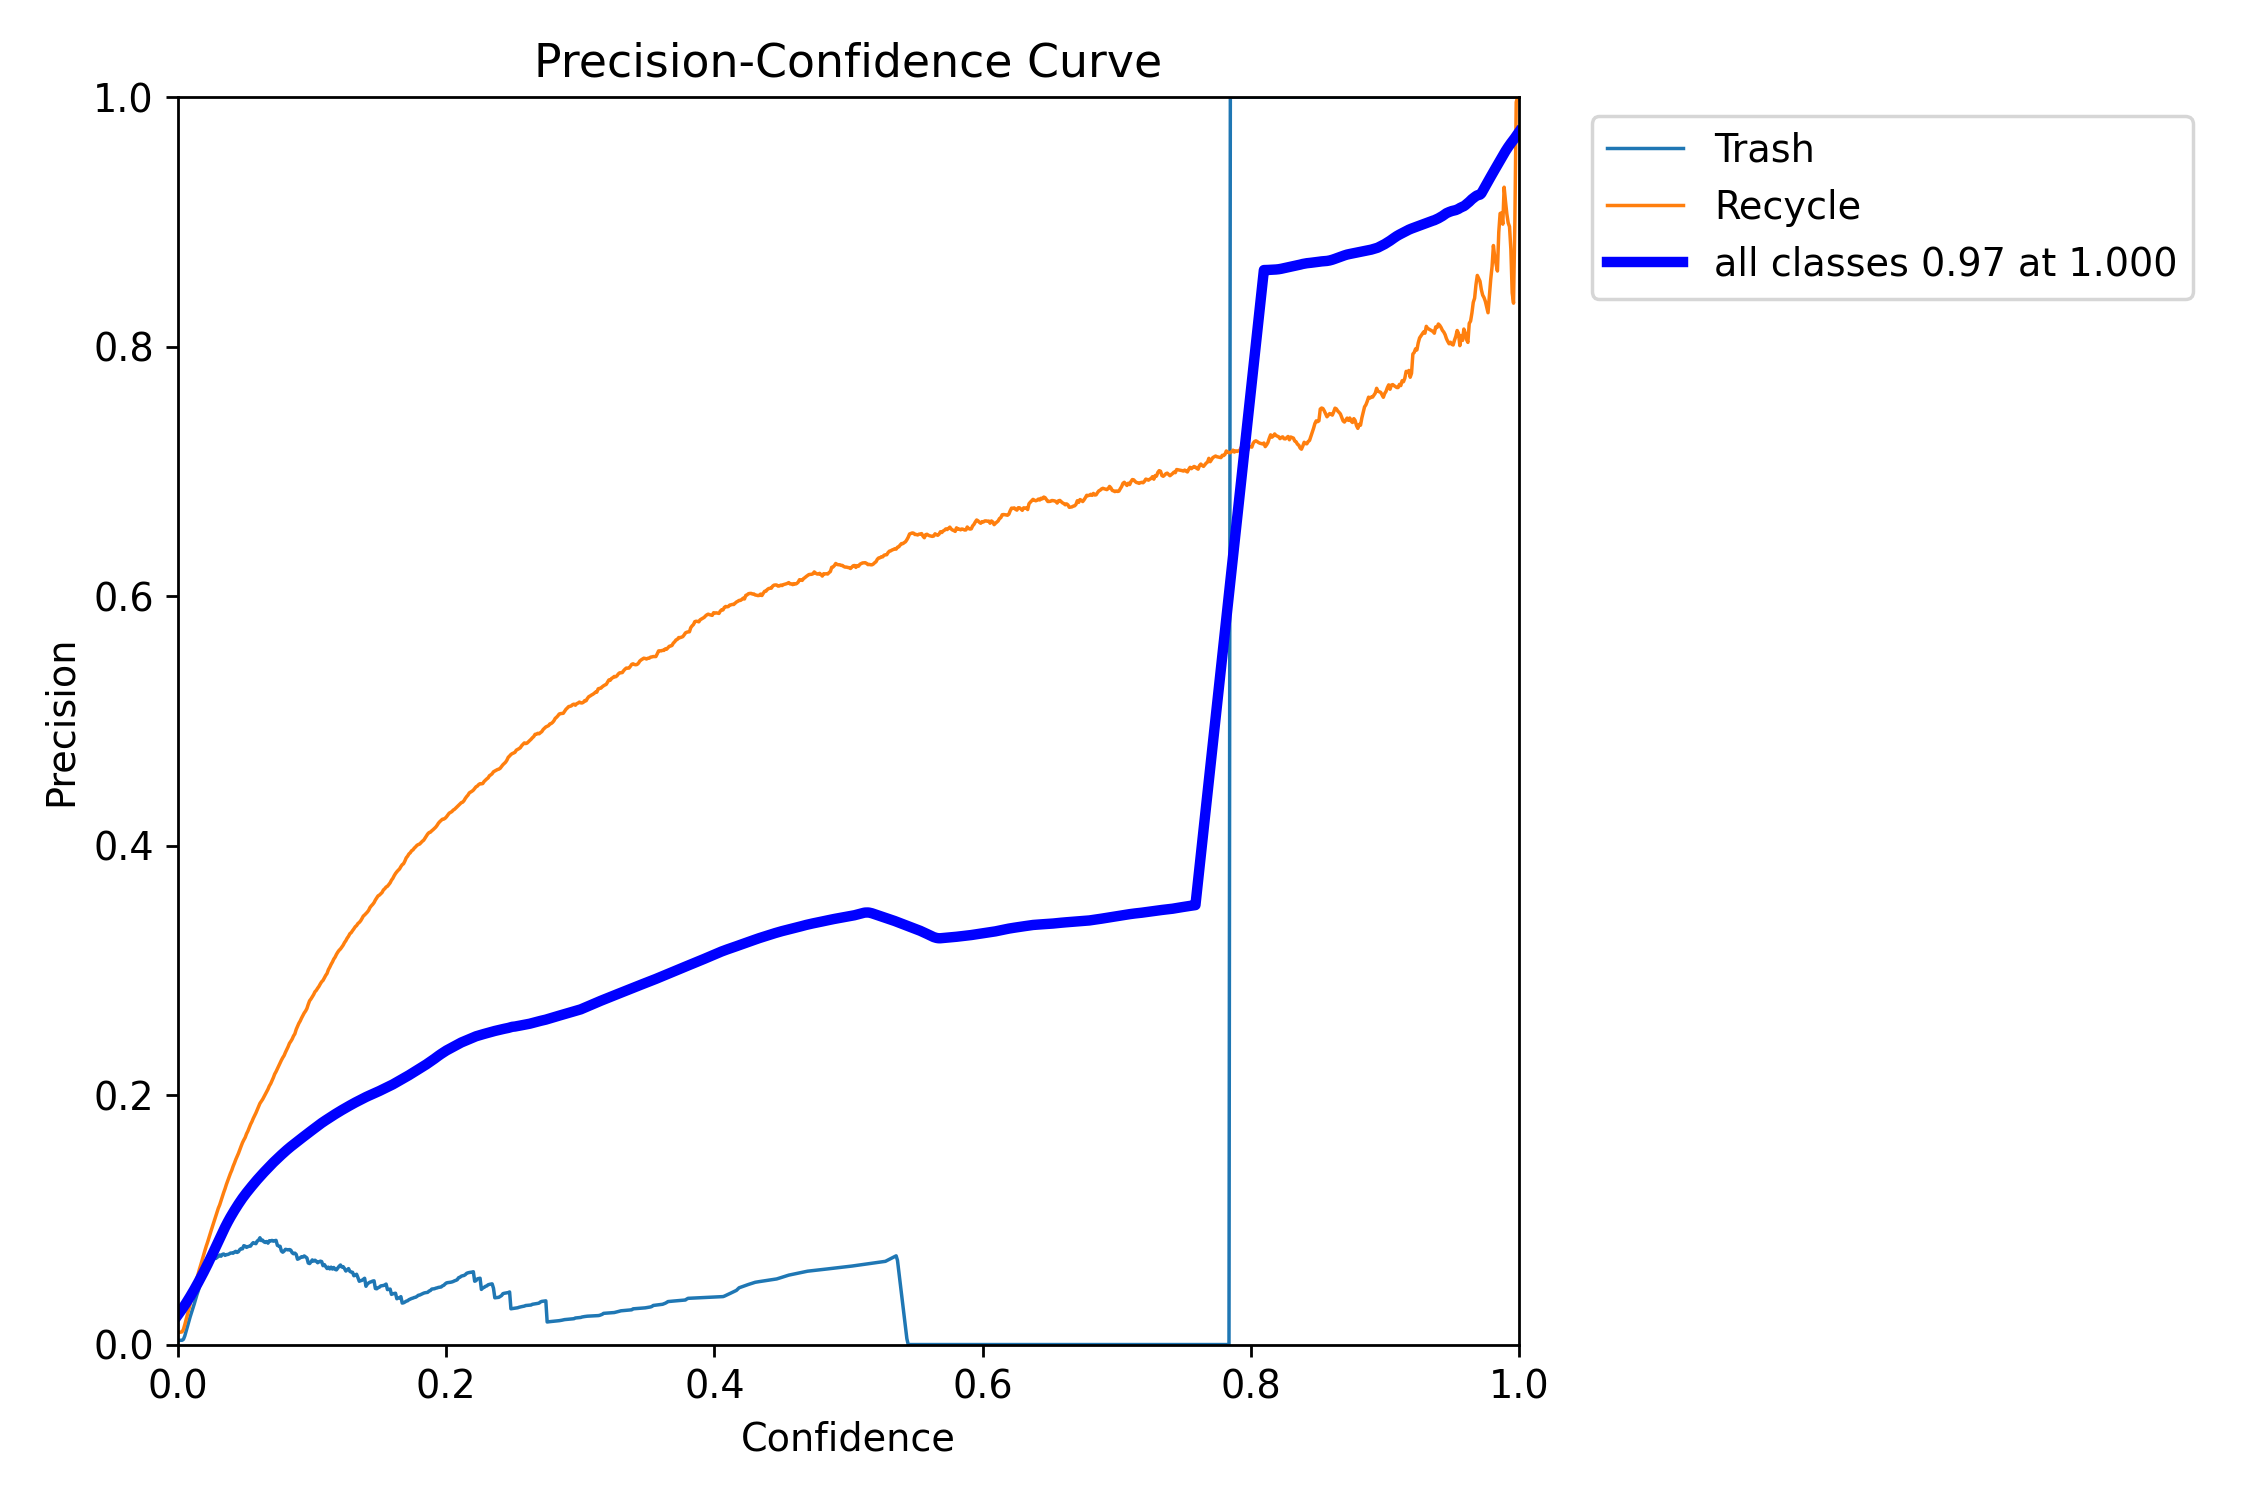 Precision-Confidence Curve
Trash
Recycle
all classes 0.97 at 1.000
Precision
1.0
0.8
0.6
0.4
0.2
0.0
0.0 0.2 0.4 0.6 0.8 1.0
Confidence